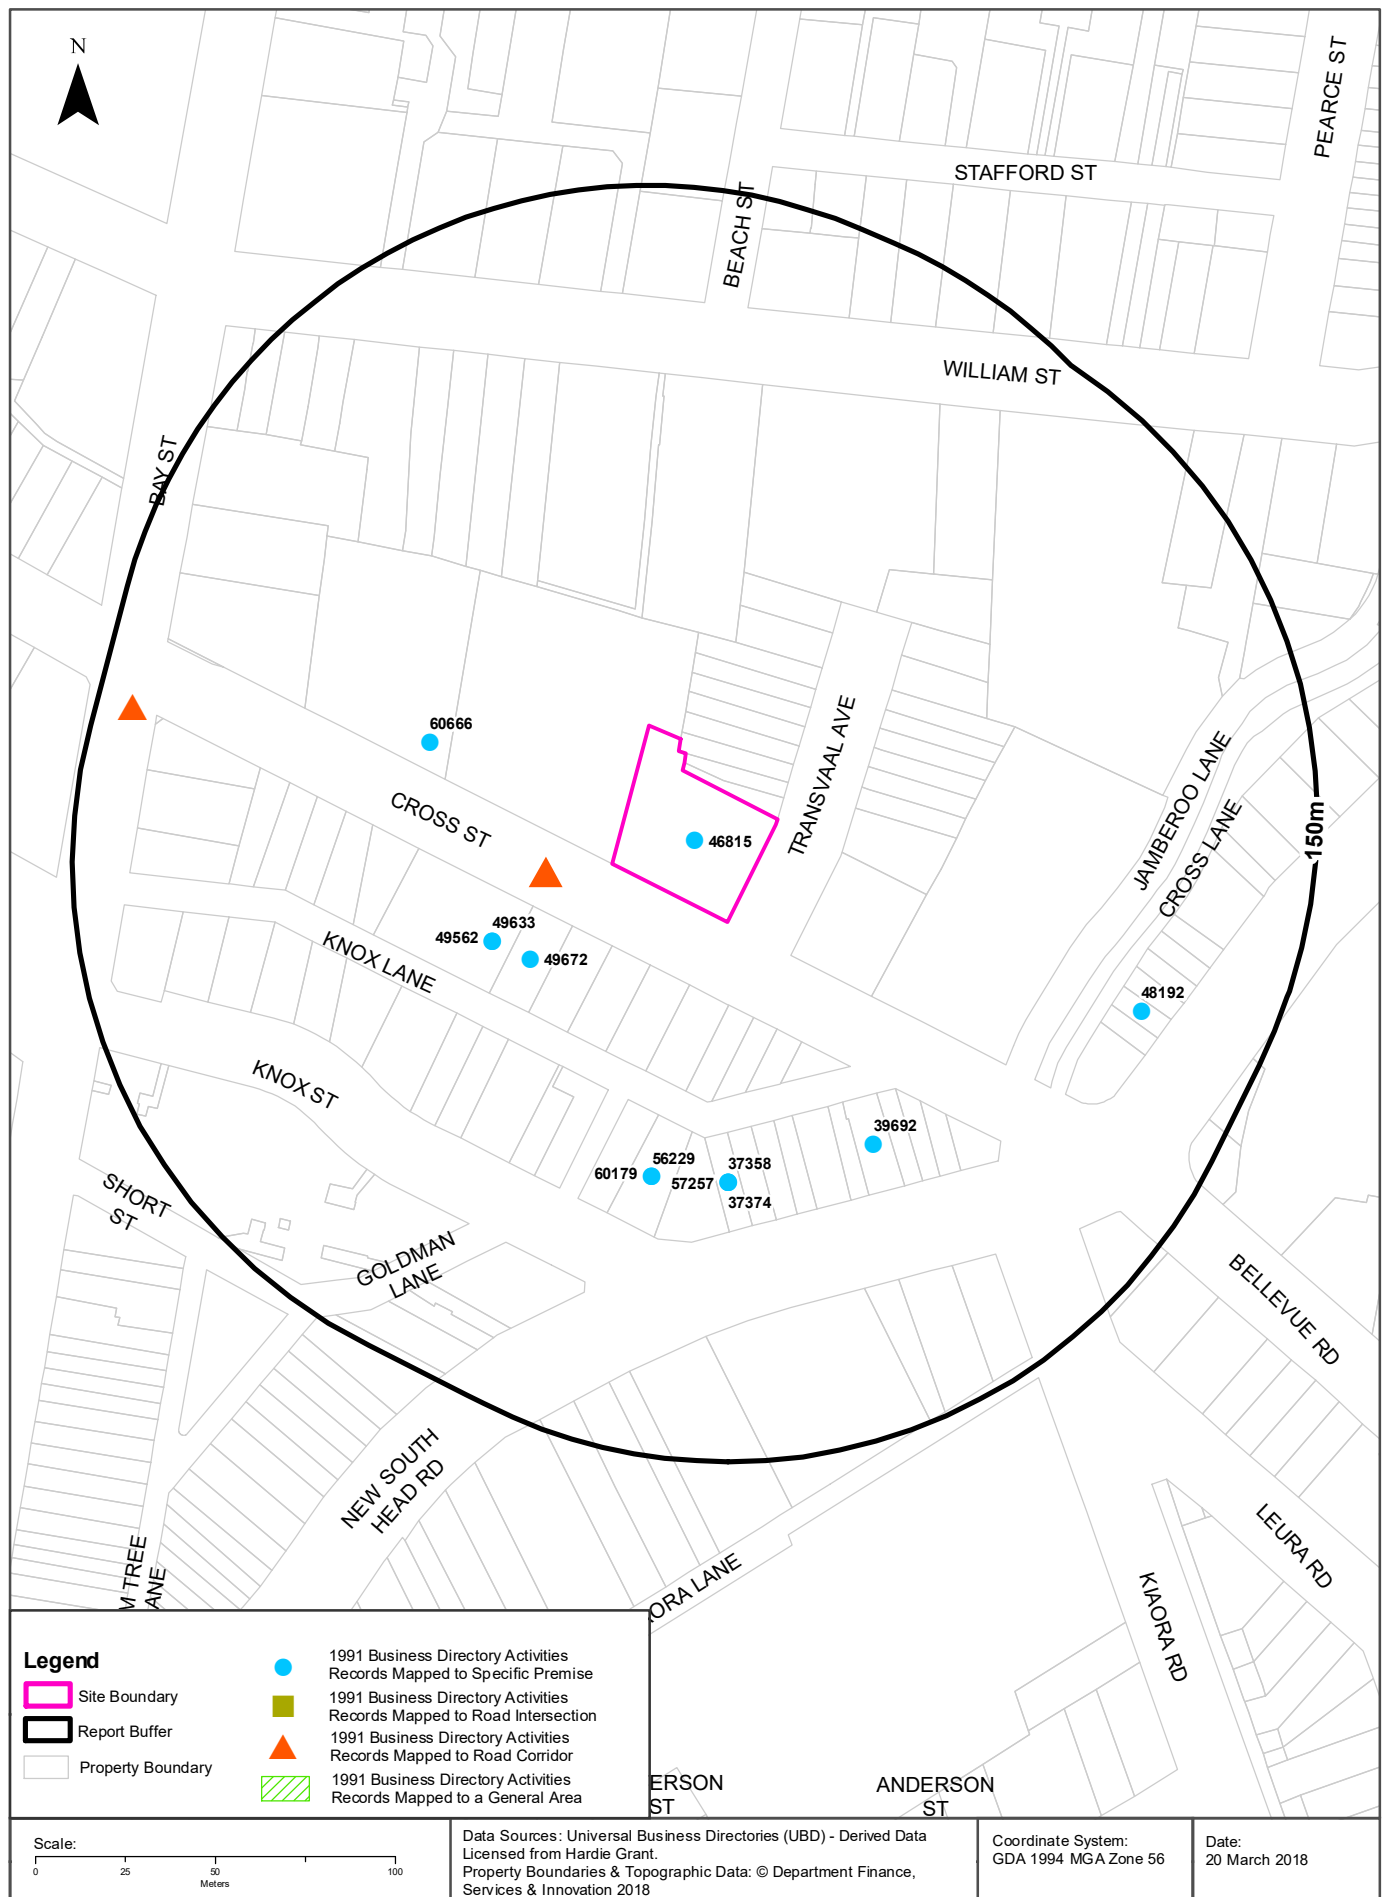 N
PEARCE ST
STAFFORD ST
BEACH ST
WILLIAM ST
BAY ST
60666
TRANSVAAL AVE
CROSS ST
46815
JAMBEROO LANE
CROSS LANE
150m
49633
49562
49672
KNOX LANE
48192
KNOX ST
39692
56229
60179
37358
57257
37374
SHORT
ST
GOLDMAN
LANE
BELLEVUE RD
NEW SOUTH
HEAD RD
LEURA RD
M TREE
ANE
ORA LANE
KIAORA RD
ERSON
ST
ANDERSON
ST
Legend
Site Boundary
Report Buffer
Property Boundary
1991 Business Directory Activities
Records Mapped to Specific Premise
1991 Business Directory Activities
Records Mapped to Road Intersection
1991 Business Directory Activities
Records Mapped to Road Corridor
1991 Business Directory Activities
Records Mapped to a General Area
Scale:
0 25 50 100
Meters
Data Sources: Universal Business Directories (UBD) - Derived Data
Licensed from Hardie Grant.
Property Boundaries & Topographic Data: © Department Finance,
Services & Innovation 2018
Coordinate System:
GDA 1994 MGA Zone 56
Date:
20 March 2018